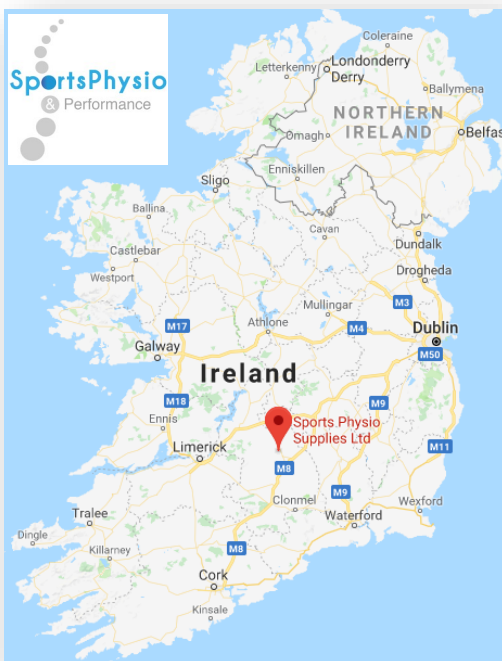 SportsPhysio
& Performance
Coleraine
Letterkenny
Londonderry
Derry
Ballymena
NORTHERN
IRELAND
Omagh
Belfas
Enniskillen
Sligo
Ballina
Cavan
Dundalk
Castlebar
Westport
Drogheda
Mullingar
M3
M17
Athlone
M4
Dublin
Galway
M50
Ireland
M18
M9
Ennis
Sports Physio
Supplies Ltd
Limerick
M11
M8
Clonmel
M9
Wexford
Tralee
Waterford
Dingle
Killarney
M8
Cork
Kinsale